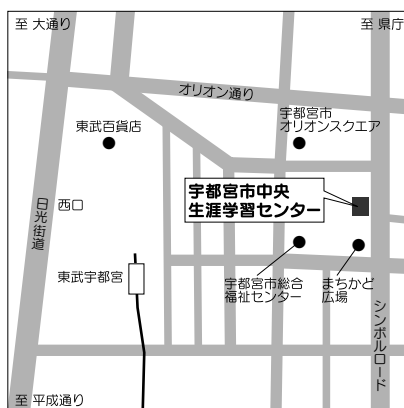 至 大通り
至 県庁
オリオン通り
東武百貨店
宇都宮市
オリオンスクエア
宇都宮市中央
生涯学習センター
日光街道
西口
東武宇都宮
宇都宮市総合
福祉センター
まちかど
広場
シンボルロード
至 平成通り